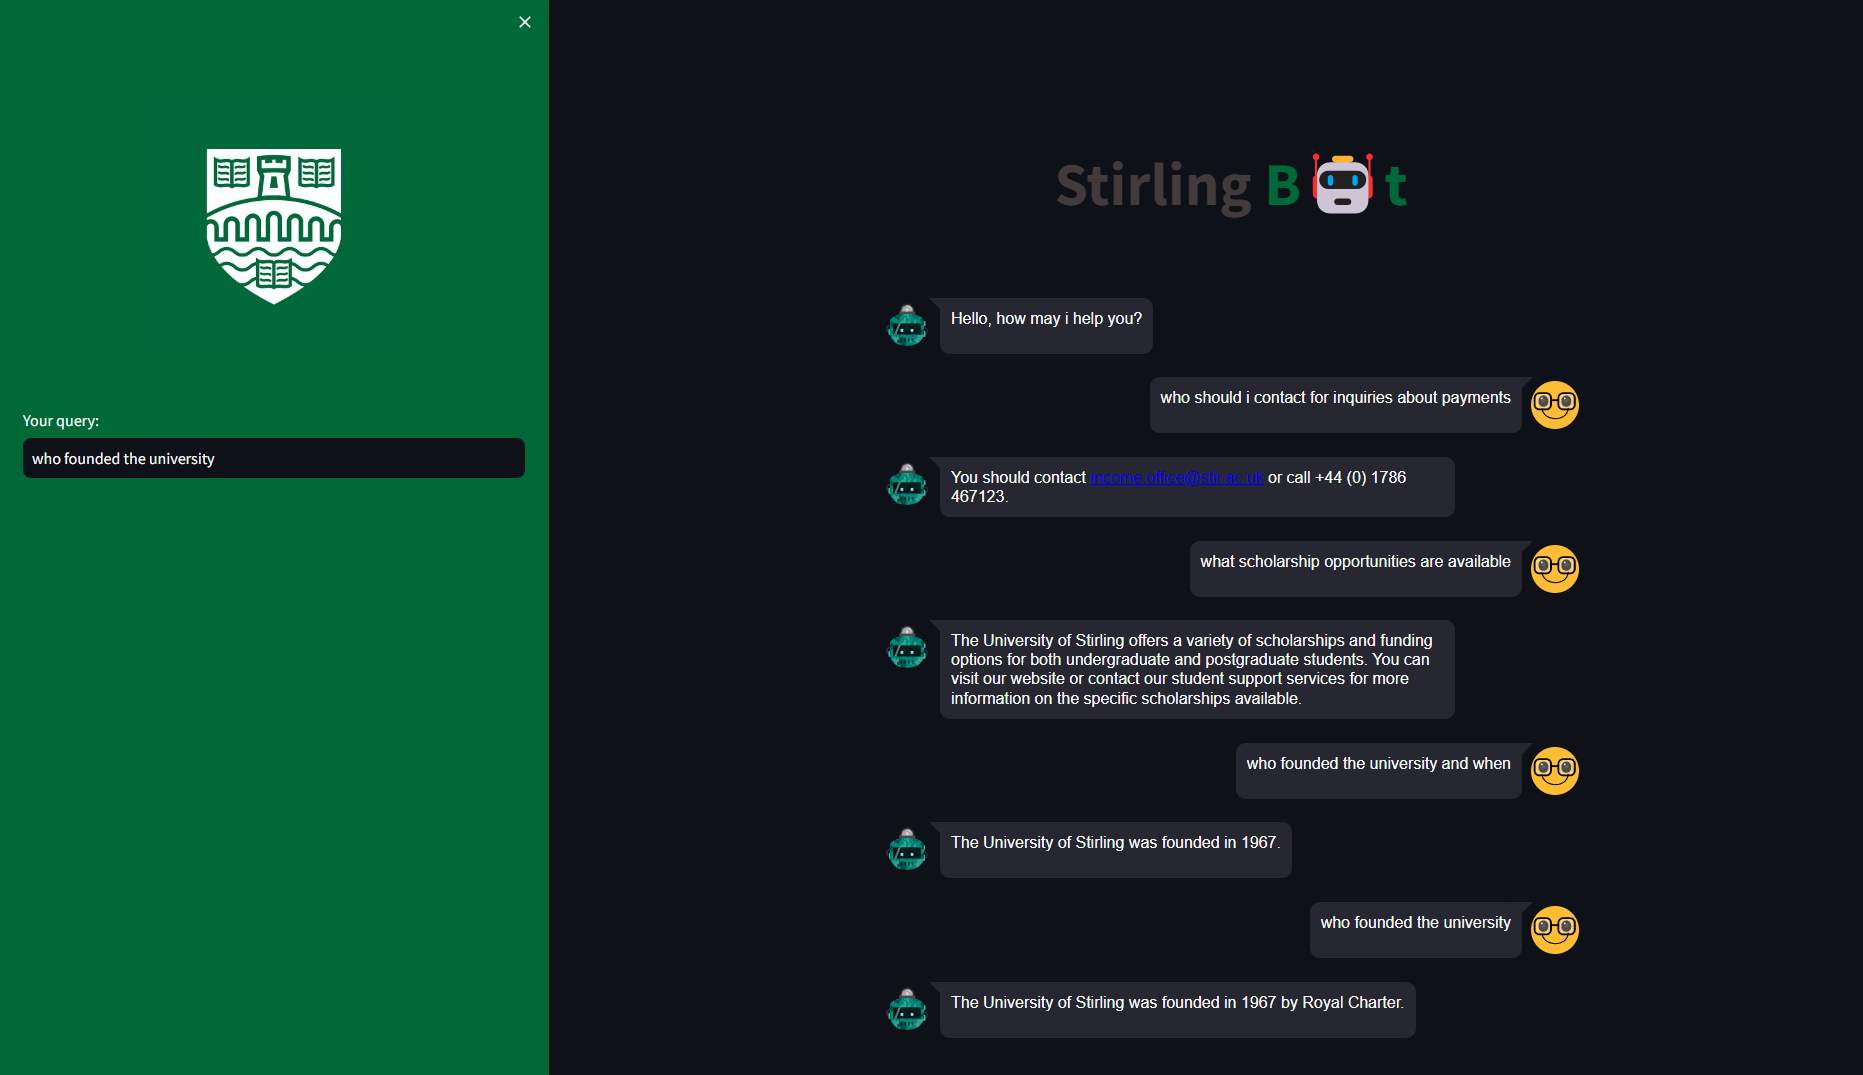 Your query:
who founded the university
Stirling B t
Hello, how may i help you?
who should i contact for inquiries about payments
You should contact income.office@stir.ac.uk or call +44 (0) 1786
467123.
what scholarship opportunities are available
The University of Stirling offers a variety of scholarships and funding
options for both undergraduate and postgraduate students. You can
visit our website or contact our student support services for more
information on the specific scholarships available.
who founded the university and when
The University of Stirling was founded in 1967.
who founded the university
The University of Stirling was founded in 1967 by Royal Charter.